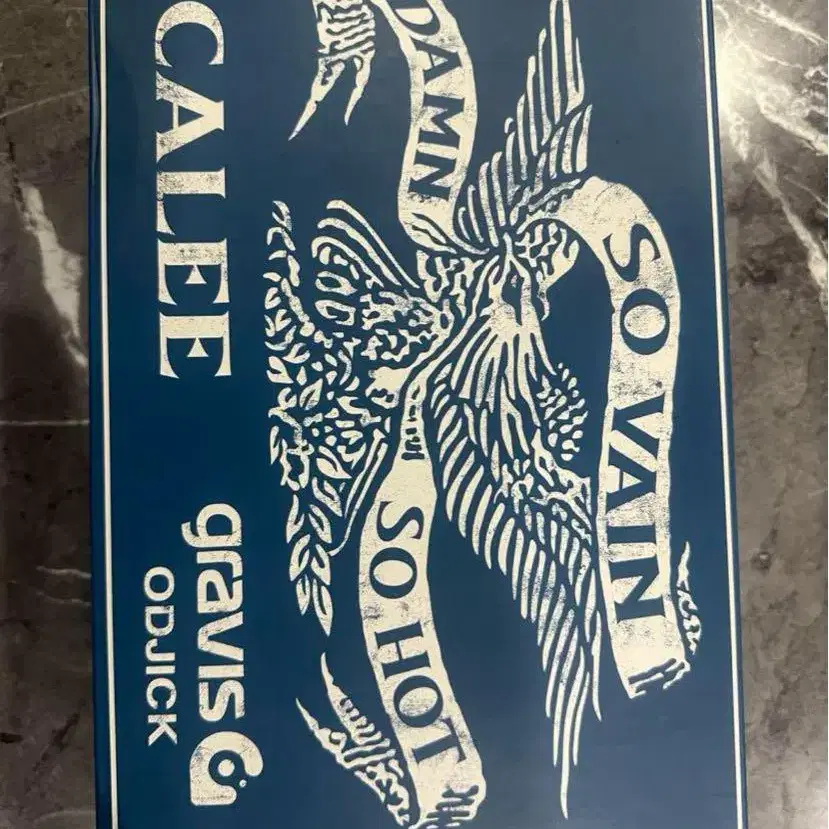 SO VAIN
DAMN
SO HOT
CALEE
gravis
ODJICK